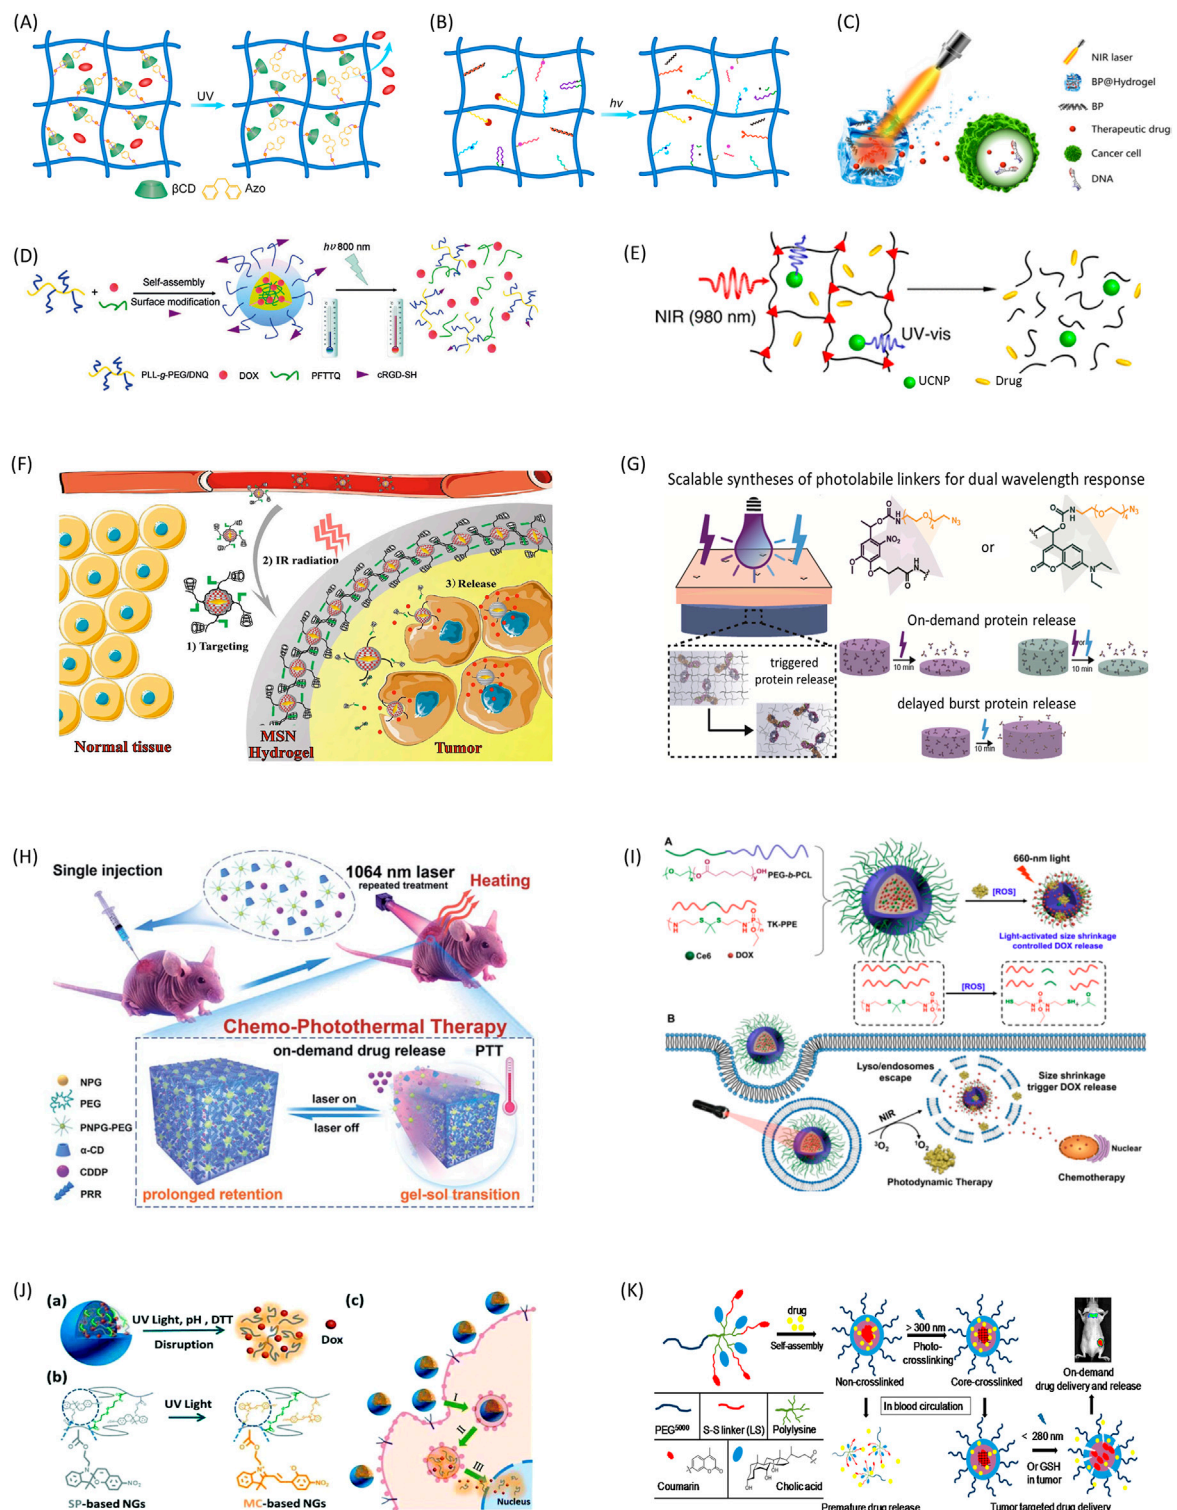 (A)
UV
βCD
Azo
(B)
hv
(C)
NIR laser
BP@Hydrogel
BP
Therapeutic drug
Cancer cell
DNA
(D)
Self-assembly
Surface modification
hυ 800 nm
PLL-g-PEG/DNQ
DOX
PFTTQ
cRGD-SH
(E)
NIR (980 nm)
UV-vis
UCNP
Drug
(F)
2) IR radiation
3) Release
1) Targeting
Normal tissue
MSN
Hydrogel
Tumor
(G)
Scalable syntheses of photolabile linkers for dual wavelength response
or
On-demand protein release
10 min
or
10 min
triggered
protein release
delayed burst protein release
10 min
(H)
Single injection
1064 nm laser
repeated treatment
Heating
Chemo-Photothermal Therapy
on-demand drug release
PTT
laser on
laser off
NPG
PEG
PNPG-PEG
α-CD
CDDP
PRR
prolonged retention
gel-sol transition
(I)
A
PEG-b-PCL
TK-PPE
Ce6
DOX
660-nm light
[ROS]
Light-activated size shrinkage
controlled DOX release
[ROS]
B
Lyso/endosomes
escape
Size shrinkage
trigger DOX release
NIR
³O₂
¹O₂
Photodynamic Therapy
Nuclear
Chemotherapy
(J)
(a)
UV Light, pH , DTT
Disruption
Dox
(b)
UV Light
SP-based NGs
MC-based NGs
(c)
I
II
III
Nucleus
(K)
drug
Self-assembly
> 300 nm
Photo-
crosslinking
Non-crosslinked
Core-crosslinked
On-demand
drug delivery and release
In blood circulation
PEG⁵⁰⁰⁰
S-S linker (LS)
Polylysine
Coumarin
Cholic acid
< 280 nm
Or GSH
in tumor
Premature drug release
Tumor targeted drug delivery